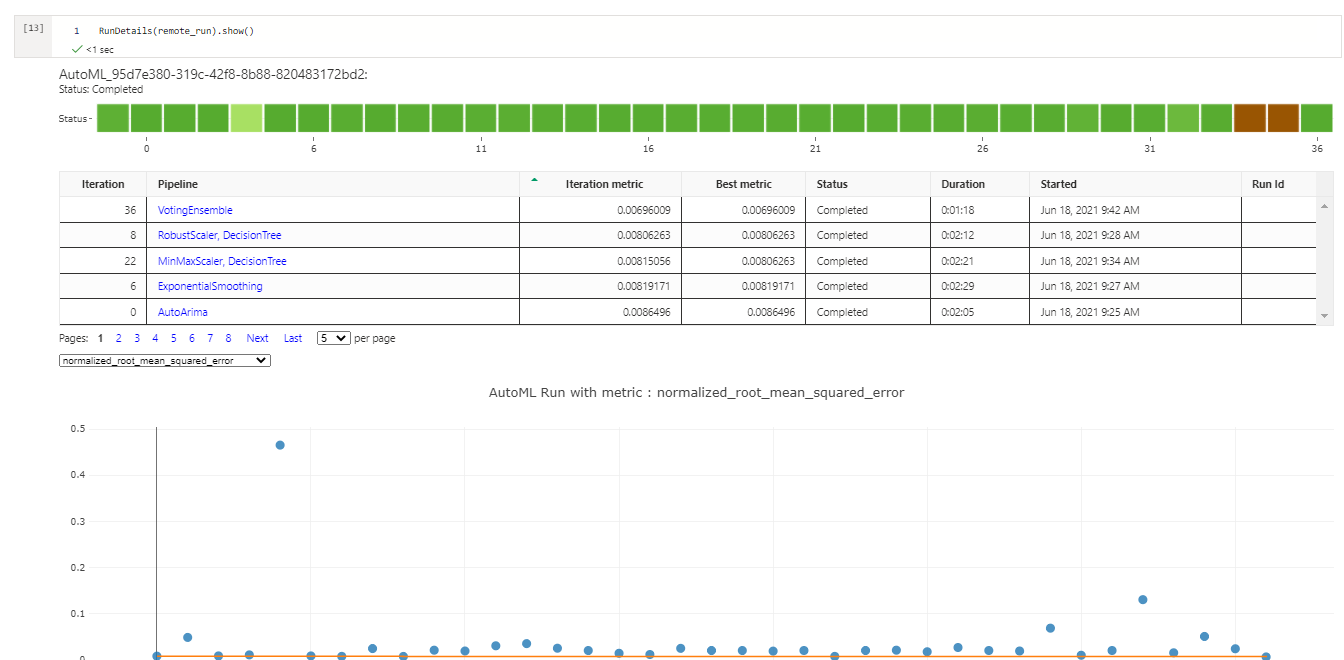 [13] 1 RunDetails(remote_run).show()
<1 sec
AutoML_95d7e380-319c-42f8-8b88-820483172bd2:
Status: Completed
Status-
0 6 11 16 21 26 31 36
Iteration Pipeline Iteration metric Best metric Status Duration Started Run Id
36 VotingEnsemble 0.00696009 0.00696009 Completed 0:01:18 Jun 18, 2021 9:42 AM
8 RobustScaler, DecisionTree 0.00806263 0.00806263 Completed 0:02:12 Jun 18, 2021 9:28 AM
22 MinMaxScaler, DecisionTree 0.00815056 0.00806263 Completed 0:02:21 Jun 18, 2021 9:34 AM
6 ExponentialSmoothing 0.00819171 0.00819171 Completed 0:02:29 Jun 18, 2021 9:27 AM
0 AutoArima 0.0086496 0.0086496 Completed 0:02:05 Jun 18, 2021 9:25 AM
Pages: 1 2 3 4 5 6 7 8 Next Last 5 per page
normalized_root_mean_squared_error
AutoML Run with metric : normalized_root_mean_squared_error
0.5
0.4
0.3
0.2
0.1
0